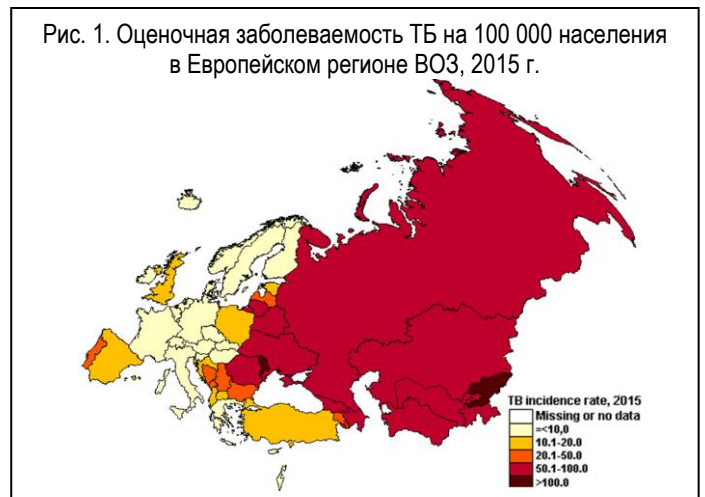 Рис. 1. Оценочная заболеваемость ТБ на 100 000 населения
в Европейском регионе ВОЗ, 2015 г.
TB incidence rate, 2015
Missing or no data
=<10,0
10.1-20.0
20.1-50.0
50.1-100.0
>100.0